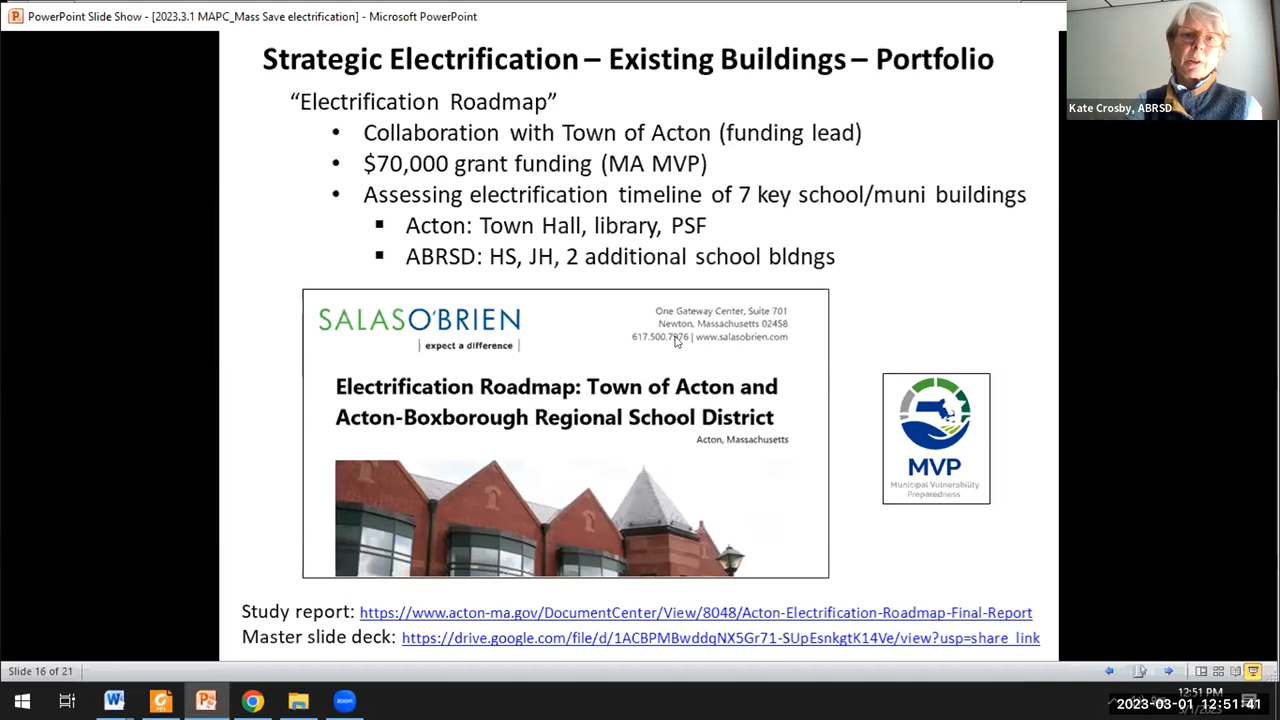 PowerPoint Slide Show - [2023.3.1 MAPC_Mass Save electrification] - Microsoft PowerPoint
Kate Crosby, ABRSD
Strategic Electrification – Existing Buildings – Portfolio
“Electrification Roadmap”
• Collaboration with Town of Acton (funding lead)
• $70,000 grant funding (MA MVP)
• Assessing electrification timeline of 7 key school/muni buildings
▪ Acton: Town Hall, library, PSF
▪ ABRSD: HS, JH, 2 additional school bldngs
SALASO'BRIEN
| expect a difference |
One Gateway Center, Suite 701
Newton, Massachusetts 02458
| www.salasobrien.com
Electrification Roadmap: Town of Acton and
Acton-Boxborough Regional School District
Acton, Massachusetts
MVP
Municipal Vulnerability
Preparedness
Study report: https://www.acton-ma.gov/DocumentCenter/View/8048/Acton-Electrification-Roadmap-Final-Report
Master slide deck: https://drive.google.com/file/d/1ACBPMBwddqNX5Gr71-SUpEsnkgtK14Ve/view?usp=share_link
Slide 16 of 21
zoom
12:51 PM
2023-03-01 12:51:41